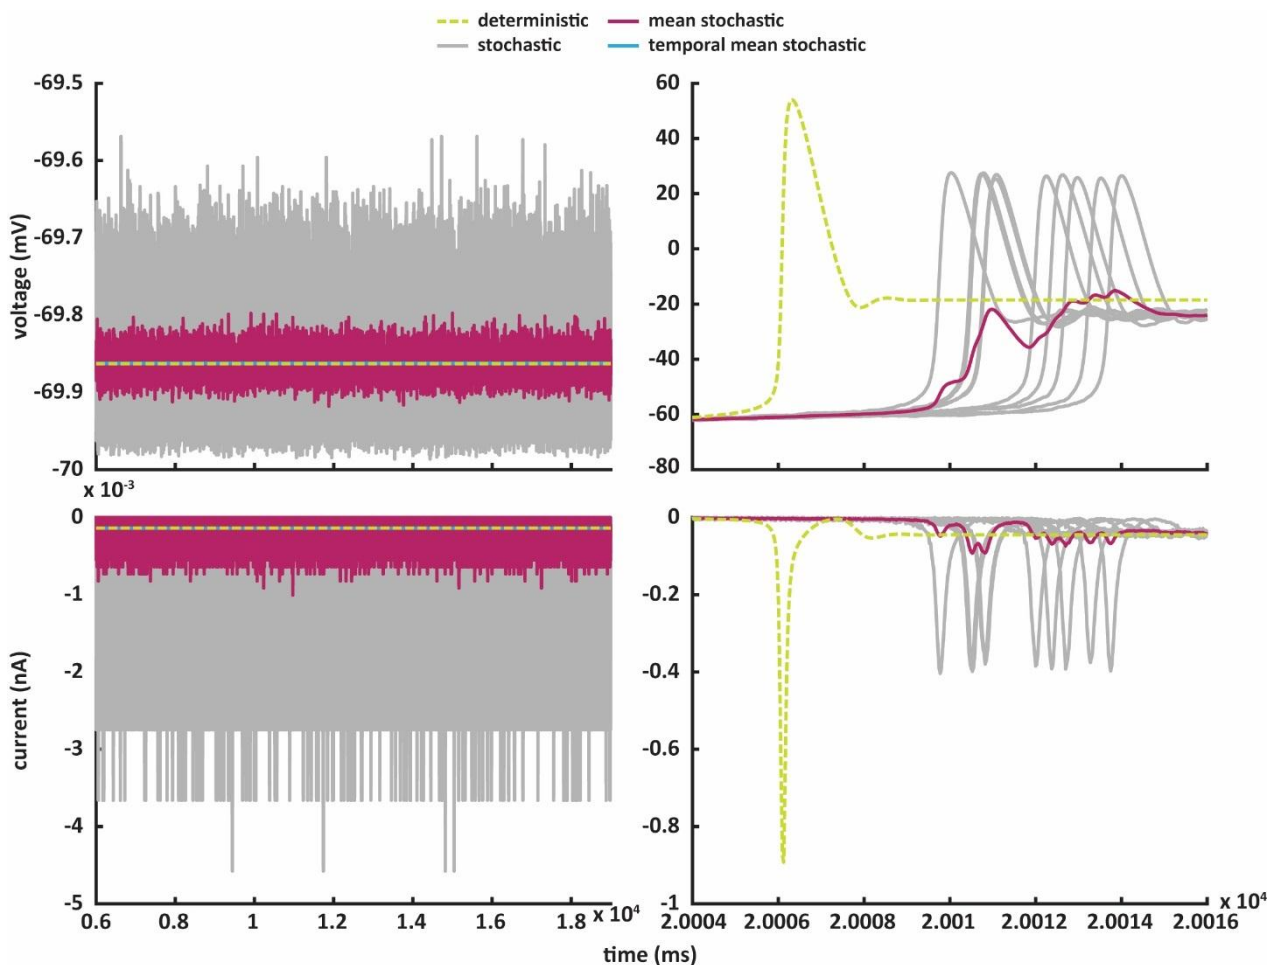 deterministic
mean stochastic
stochastic
temporal mean stochastic
voltage (mV)
-69.5
-69.6
-69.7
-69.8
-69.9
-70
60
40
20
0
-20
-40
-60
-80
x 10⁻³
current (nA)
0
-1
-2
-3
-4
-5
0.6 0.8 1 1.2 1.4 1.6 1.8
x 10⁴
0
-0.2
-0.4
-0.6
-0.8
-1
2.0004 2.0006 2.0008 2.001 2.0012 2.0014 2.0016
x 10⁴
time (ms)